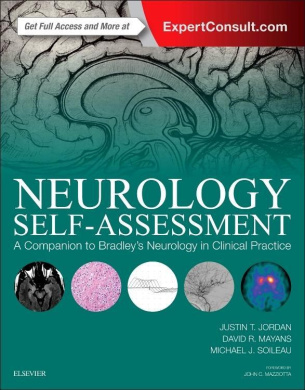 Get Full Access and More at
ExpertConsult.com
NEUROLOGY
SELF-ASSESSMENT
A Companion to Bradley's Neurology in Clinical Practice
JUSTIN T. JORDAN
DAVID R. MAYANS
MICHAEL J. SOILEAU
ELSEVIER
FOREWORD BY
JOHN C. MAZZIOTTA